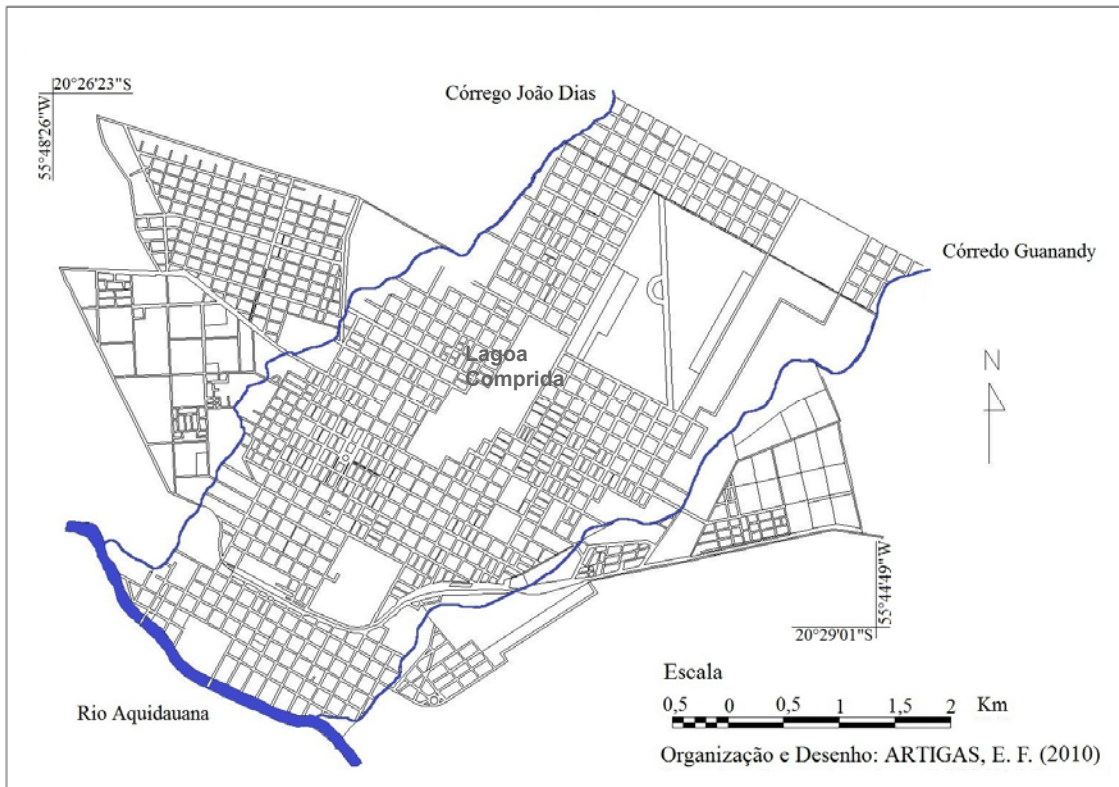 20°26'23"S
55°48'26"W
Córrego João Dias
Córredo Guanandy
Lagoa
Comprida
N
55°44'49"W
20°29'01"S
Rio Aquidauana
Escala
0,5 0 0,5 1 1,5 2 Km
Organização e Desenho: ARTIGAS, E. F. (2010)